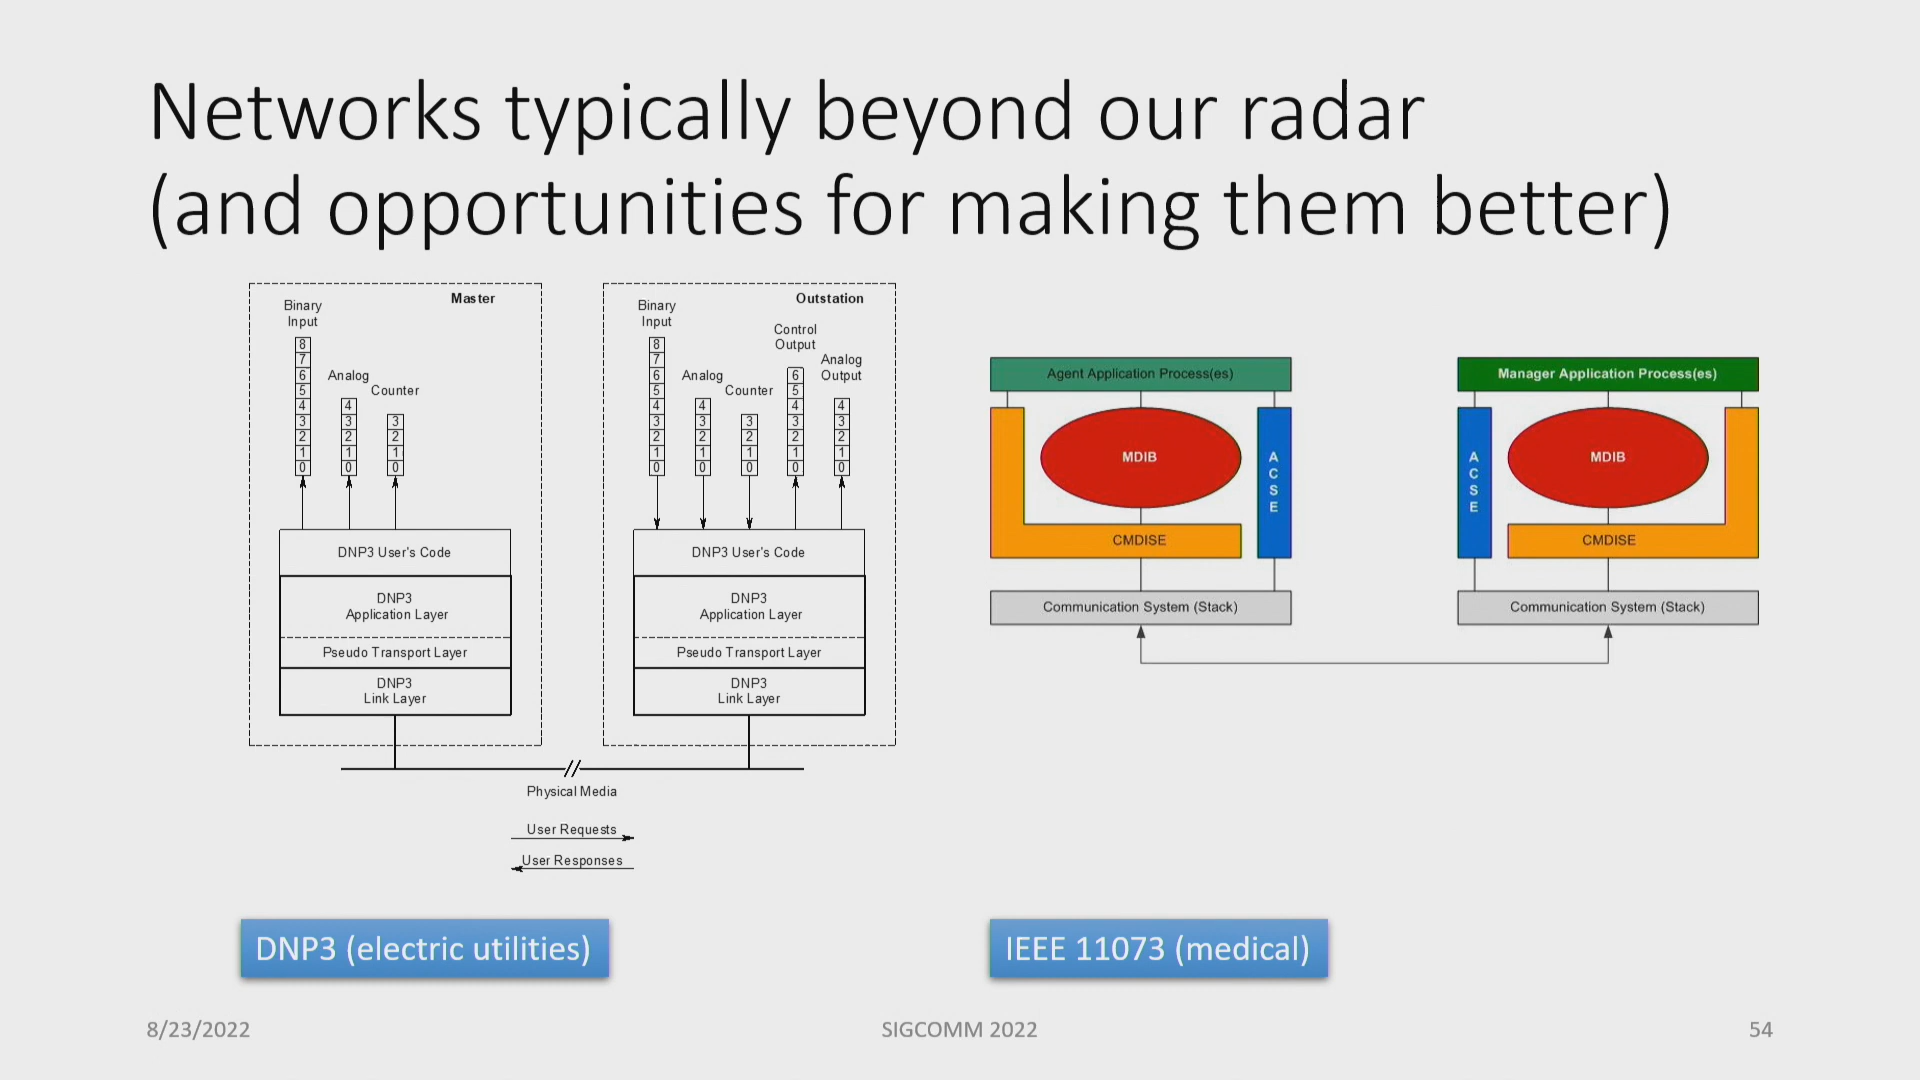 Networks typically beyond our radar
(and opportunities for making them better)
Master
Binary
Input
8
7
6
5
4
3
2
1
0
Analog
4
3
2
1
0
Counter
3
2
1
0
DNP3 User's Code
DNP3
Application Layer
Pseudo Transport Layer
DNP3
Link Layer
Outstation
Binary
Input
8
7
6
5
4
3
2
1
0
Analog
4
3
2
1
0
Counter
3
2
1
0
Control
Output
6
5
4
3
2
1
0
Analog
Output
4
3
2
1
0
DNP3 User's Code
DNP3
Application Layer
Pseudo Transport Layer
DNP3
Link Layer
Physical Media
User Requests
User Responses
Agent Application Process(es)
MDIB
A
C
S
E
CMDISE
Communication System (Stack)
Manager Application Process(es)
A
C
S
E
MDIB
CMDISE
Communication System (Stack)
DNP3 (electric utilities)
IEEE 11073 (medical)
8/23/2022
SIGCOMM 2022
54